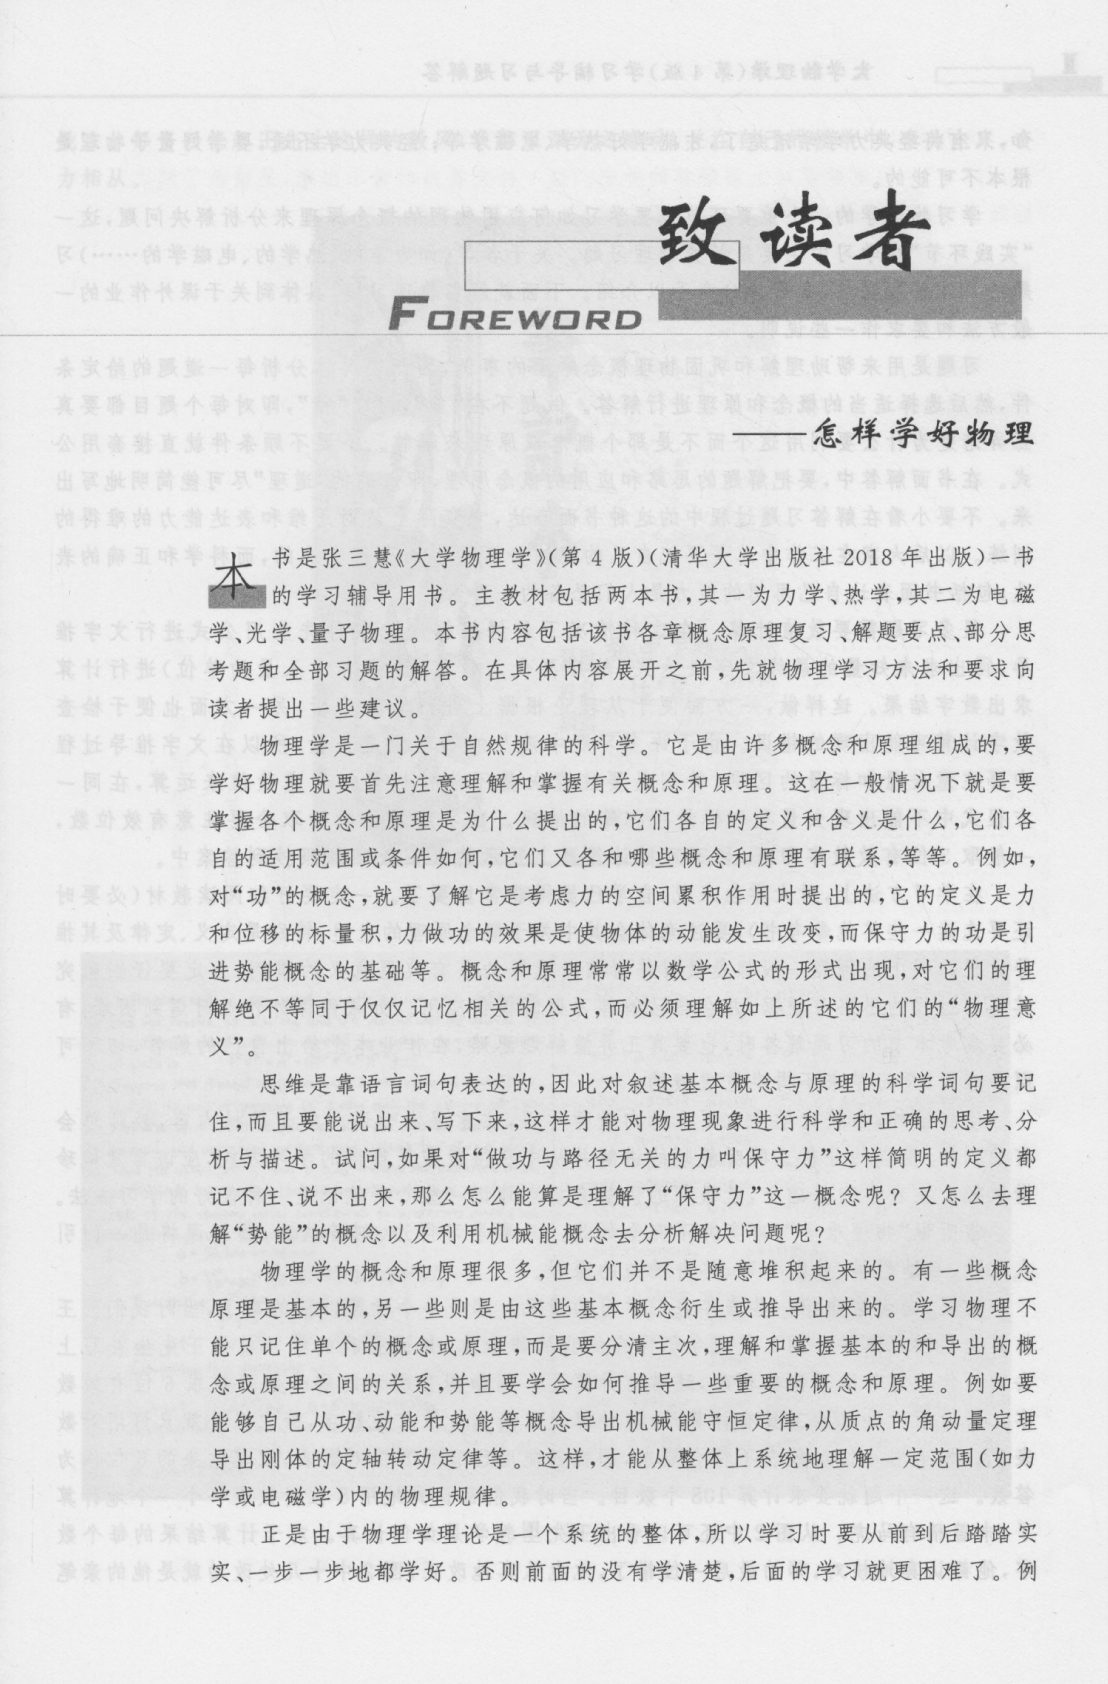 致读者
FOREWORD
——怎样学好物理
本书是张三慧《大学物理学》(第 4 版)(清华大学出版社 2018 年出版)一书
的学习辅导用书。主教材包括两本书,其一为力学、热学,其二为电磁
学、光学、量子物理。本书内容包括该书各章概念原理复习、解题要点、部分思
考题和全部习题的解答。在具体内容展开之前,先就物理学习方法和要求向
读者提出一些建议。
物理学是一门关于自然规律的科学。它是由许多概念和原理组成的,要
学好物理就要首先注意理解和掌握有关概念和原理。这在一般情况下就是要
掌握各个概念和原理是为什么提出的,它们各自的定义和含义是什么,它们各
自的适用范围或条件如何,它们又各和哪些概念和原理有联系,等等。例如,
对“功”的概念,就要了解它是考虑力的空间累积作用时提出的,它的定义是力
和位移的标量积,力做功的效果是使物体的动能发生改变,而保守力的功是引
进势能概念的基础等。概念和原理常常以数学公式的形式出现,对它们的理
解绝不等同于仅仅记忆相关的公式,而必须理解如上所述的它们的“物理意
义”。
思维是靠语言词句表达的,因此对叙述基本概念与原理的科学词句要记
住,而且要能说出来、写下来,这样才能对物理现象进行科学和正确的思考、分
析与描述。试问,如果对“做功与路径无关的力叫保守力”这样简明的定义都
记不住、说不出来,那么怎么能算是理解了“保守力”这一概念呢？又怎么去理
解“势能”的概念以及利用机械能概念去分析解决问题呢?
物理学的概念和原理很多,但它们并不是随意堆积起来的。有一些概念
原理是基本的,另一些则是由这些基本概念衍生或推导出来的。学习物理不
能只记住单个的概念或原理,而是要分清主次,理解和掌握基本的和导出的概
念或原理之间的关系,并且要学会如何推导一些重要的概念和原理。例如要
能够自己从功、动能和势能等概念导出机械能守恒定律,从质点的角动量定理
导出刚体的定轴转动定律等。这样,才能从整体上系统地理解一定范围(如力
学或电磁学)内的物理规律。
正是由于物理学理论是一个系统的整体,所以学习时要从前到后踏踏实
实、一步一步地都学好。否则前面的没有学清楚,后面的学习就更困难了。例